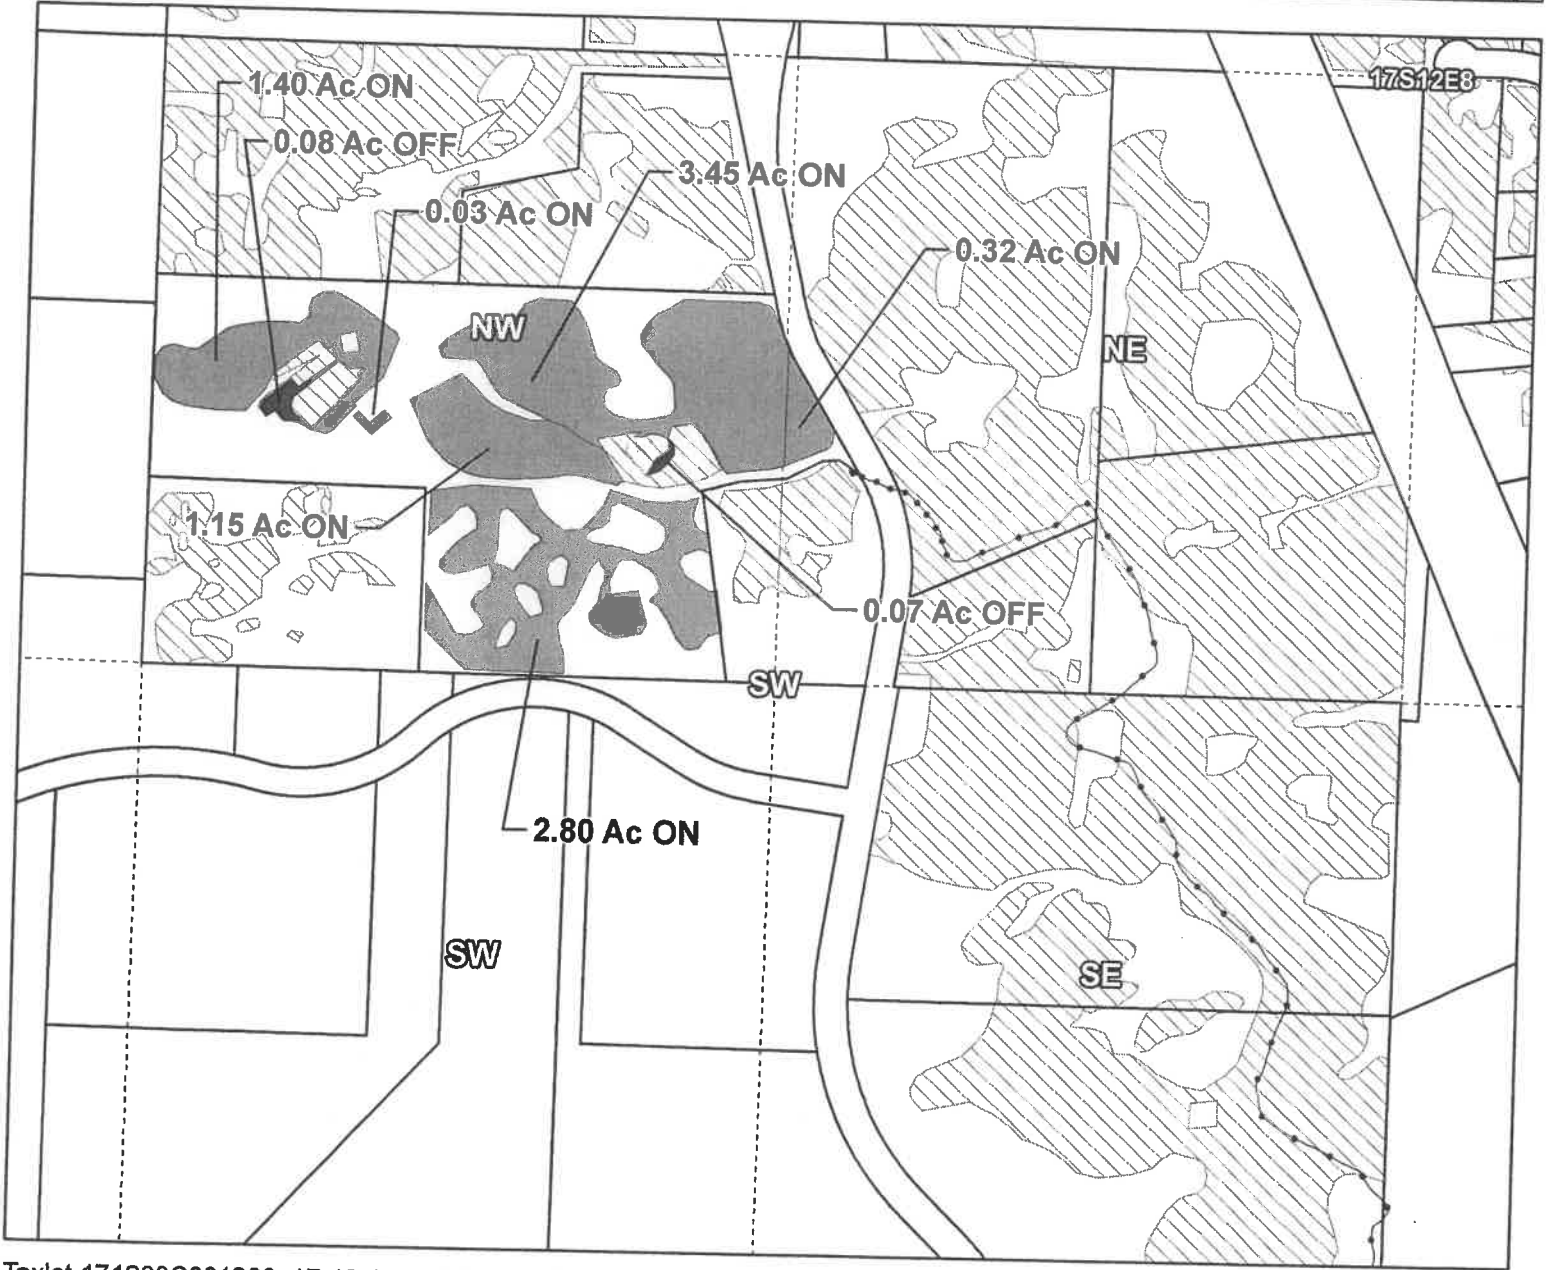 17S12E8
1.40 Ac ON
0.08 Ac OFF
3.45 Ac ON
0.03 Ac ON
0.32 Ac ON
NW
NE
1.15 Ac ON
0.07 Ac OFF
SW
2.80 Ac ON
SW
SE